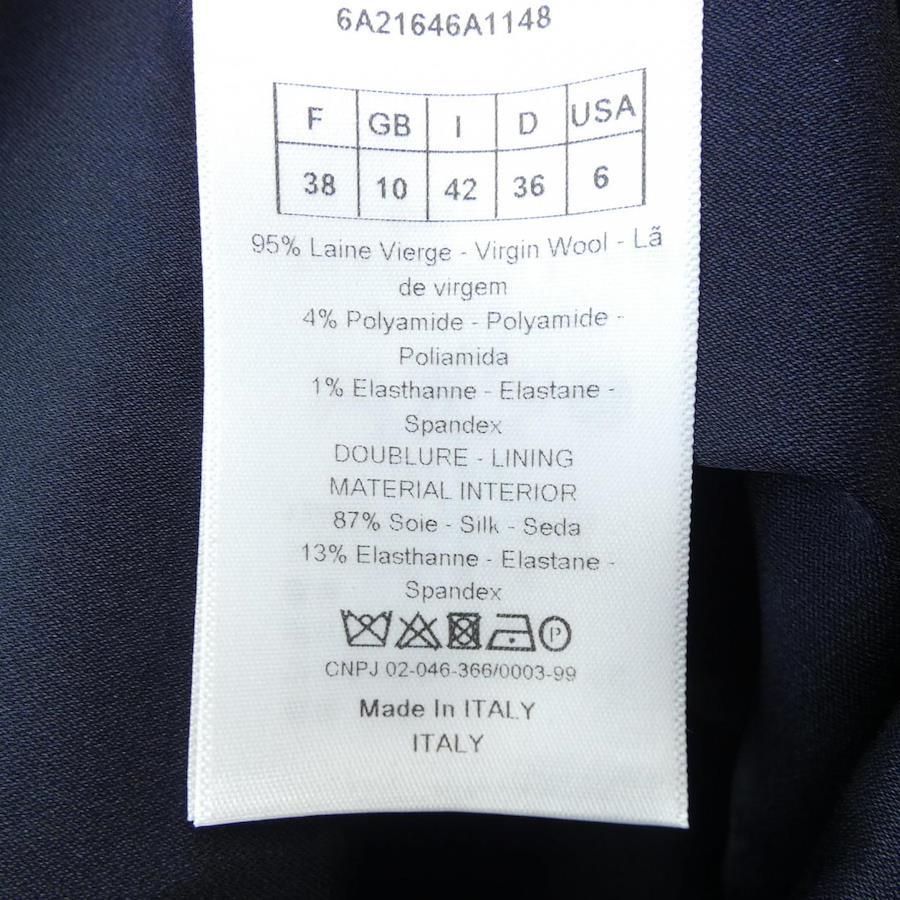 6A21646A1148
F GB I D USA
38 10 42 36 6
95% Laine Vierge - Virgin Wool - Lã
de virgem
4% Polyamide - Polyamide -
Poliamida
1% Elasthanne - Elastane -
Spandex
DOUBLURE - LINING
MATERIAL INTERIOR
87% Soie - Silk - Seda
13% Elasthanne - Elastane -
Spandex
P
CNPJ 02-046-366/0003-99
Made In ITALY
ITALY